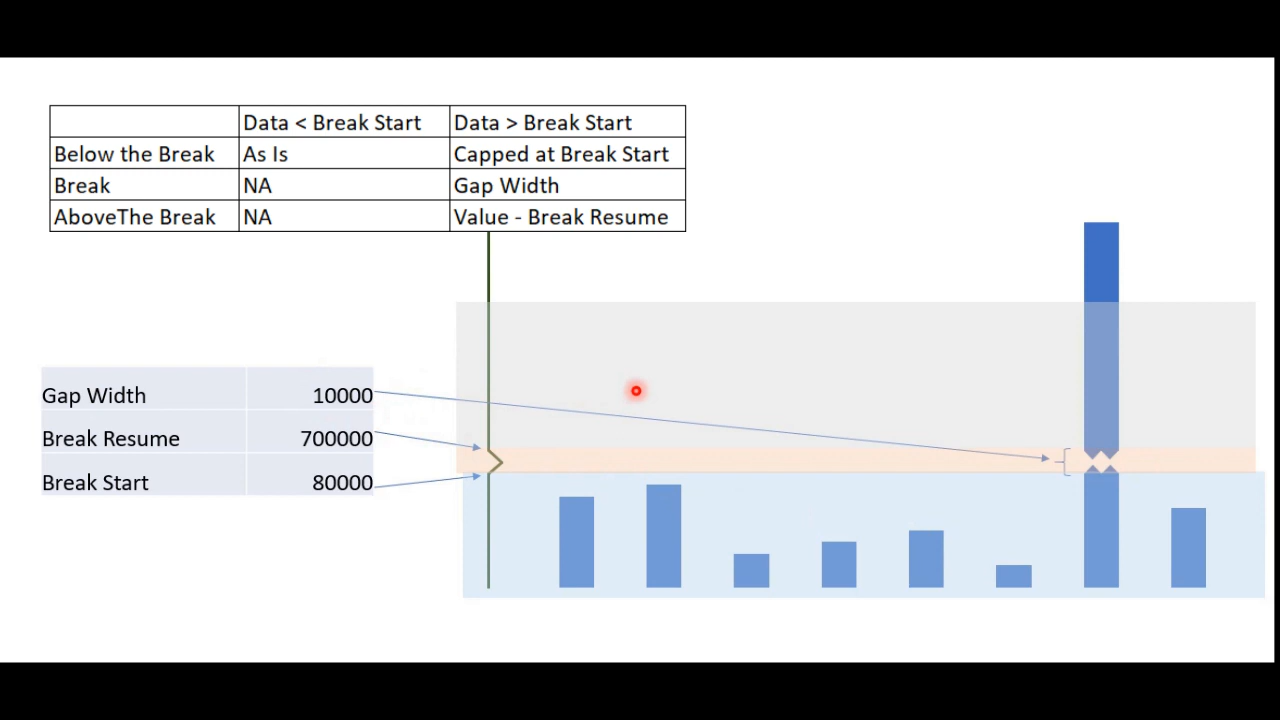 Data < Break Start Data > Break Start
Below the Break As Is Capped at Break Start
Break NA Gap Width
AboveThe Break NA Value - Break Resume
Gap Width 10000
Break Resume 700000
Break Start 80000